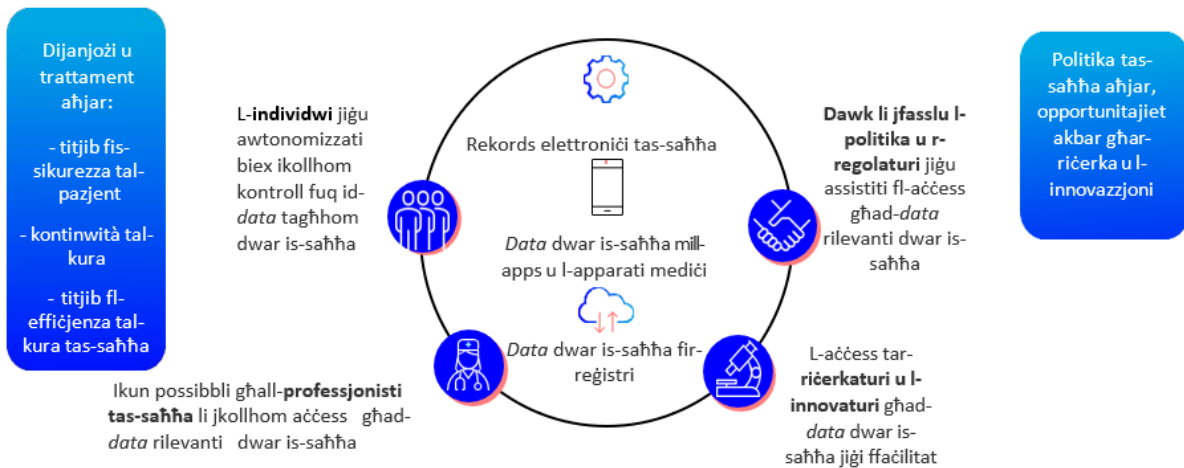 Dijanjożi u
trattament
aħjar:
- titjib fis-
sikurezza tal-
pazjent
- kontinwità tal-
kura
- titjib fl-
effiċjenza tal-
kura tas-saħħa
L-individwi jiġu
awtonomizzati
biex ikollhom
kontroll fuq id-
data tagħhom
dwar is-saħħa
Ikun possibbli għall-professjonisti
tas-saħħa li jkollhom aċċess għad-
data rilevanti dwar is-saħħa
Rekords elettroniċi tas-saħħa
Data dwar is-saħħa mill-
apps u l-apparati mediċi
Data dwar is-saħħa fir-
reġistri
Dawk li jfasslu l-
politika u r-
regolaturi jiġu
assistiti fl-aċċess
għad-data
rilevanti dwar is-
saħħa
L-aċċess tar-
riċerkaturi u l-
innovaturi għad-
data dwar is-
saħħa jiġi ffaċilitat
Politika tas-
saħħa aħjar,
opportunitajiet
akbar għar-
riċerka u l-
innovazzjoni